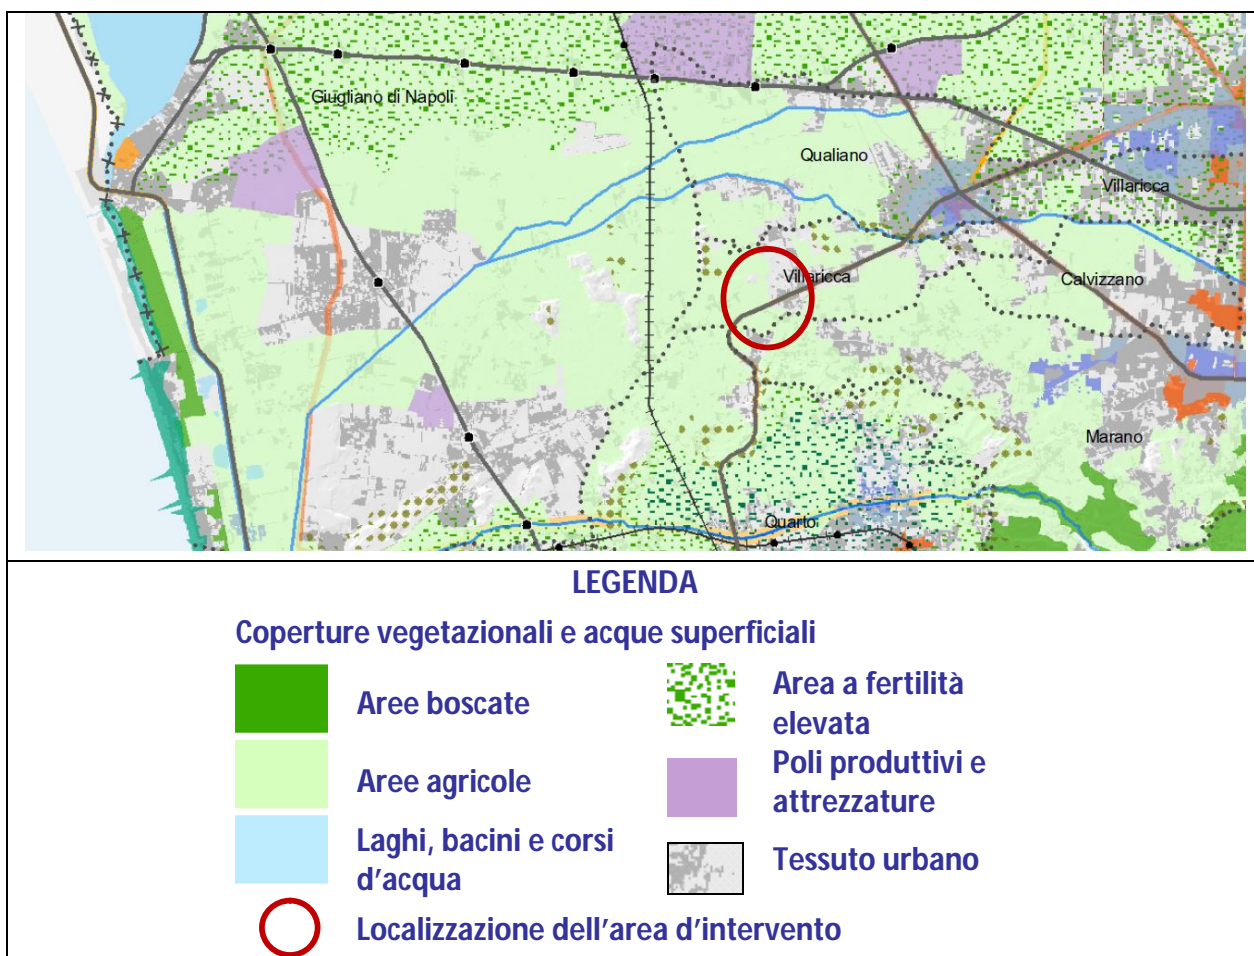 Giugliano di Napoli
Qualiano
Villaricca
Villaricca
Calvizzano
Marano
Quarto
LEGENDA
Coperture vegetazionali e acque superficiali
Aree boscate
Area a fertilità
elevata
Aree agricole
Poli produttivi e
attrezzature
Laghi, bacini e corsi
d'acqua
Tessuto urbano
Localizzazione dell'area d'intervento